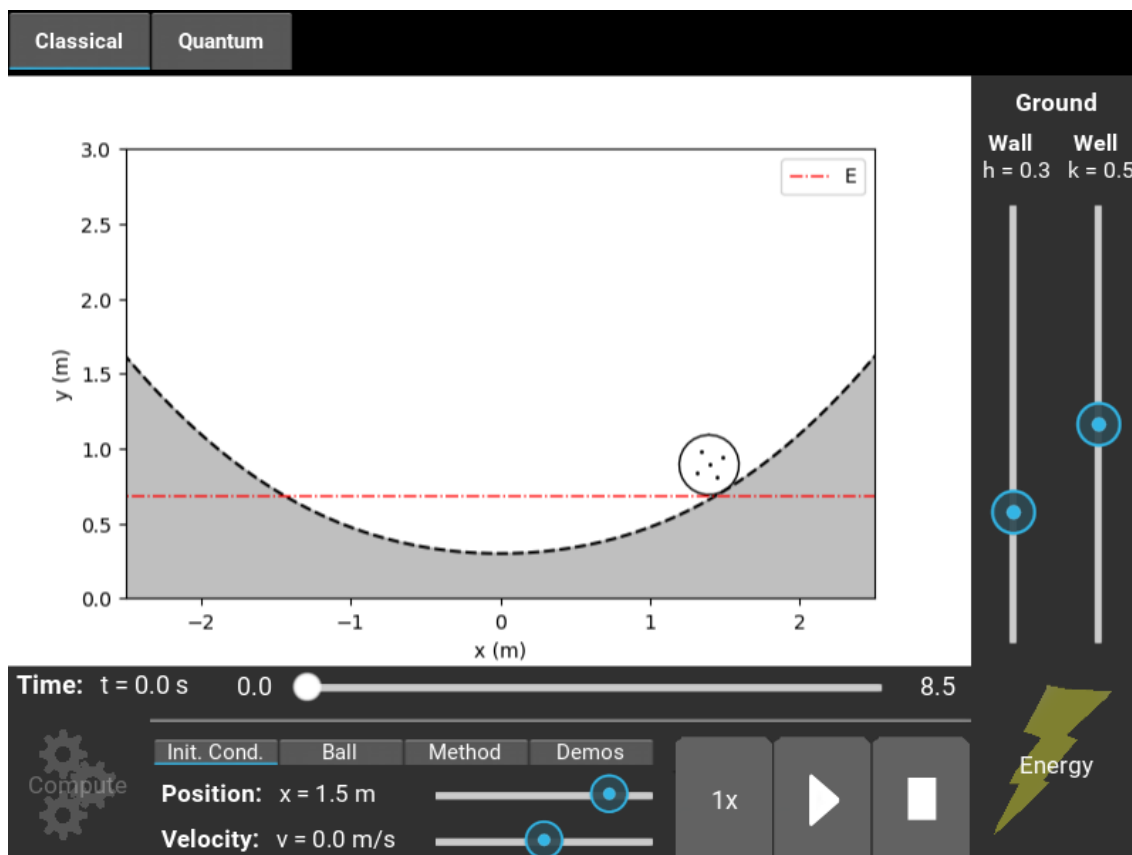 Classical Quantum
Ground
Wall Well
h = 0.3 k = 0.5
E
3.0
2.5
2.0
1.5
1.0
0.5
0.0
y (m)
−2 −1 0 1 2
x (m)
Time: t = 0.0 s 0.0 8.5
Init. Cond. Ball Method Demos
Compute
Position: x = 1.5 m
Velocity: v = 0.0 m/s
1x
Energy